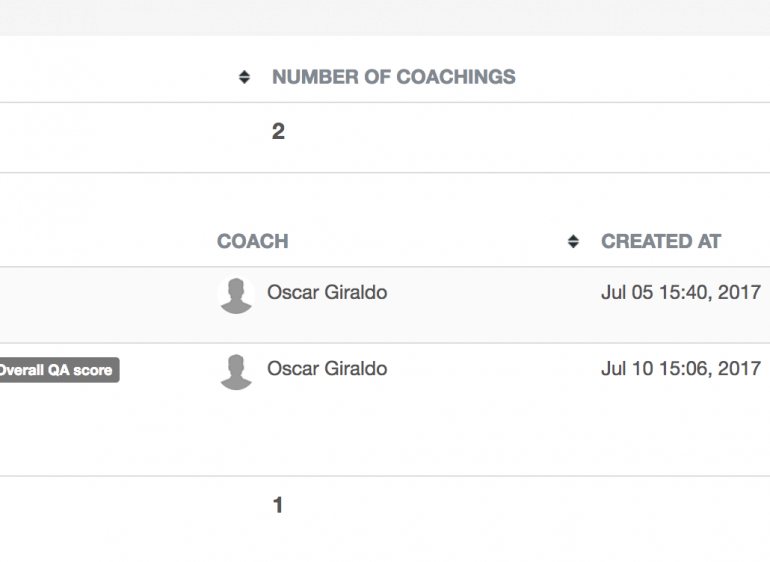 NUMBER OF COACHINGS
2
COACH CREATED AT
Oscar Giraldo Jul 05 15:40, 2017
Overall QA score Oscar Giraldo Jul 10 15:06, 2017
1